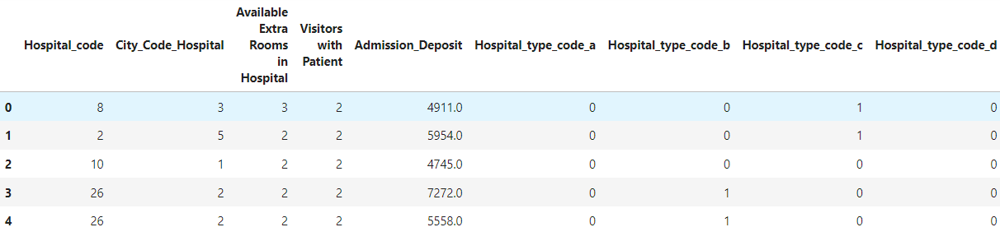 Hospital_code City_Code_Hospital Available Extra Rooms in Hospital Visitors with Patient Admission_Deposit Hospital_type_code_a Hospital_type_code_b Hospital_type_code_c Hospital_type_code_d
0 8 3 3 2 4911.0 0 0 1 0
1 2 5 2 2 5954.0 0 0 1 0
2 10 1 2 2 4745.0 0 0 0 0
3 26 2 2 2 7272.0 0 1 0 0
4 26 2 2 2 5558.0 0 1 0 0